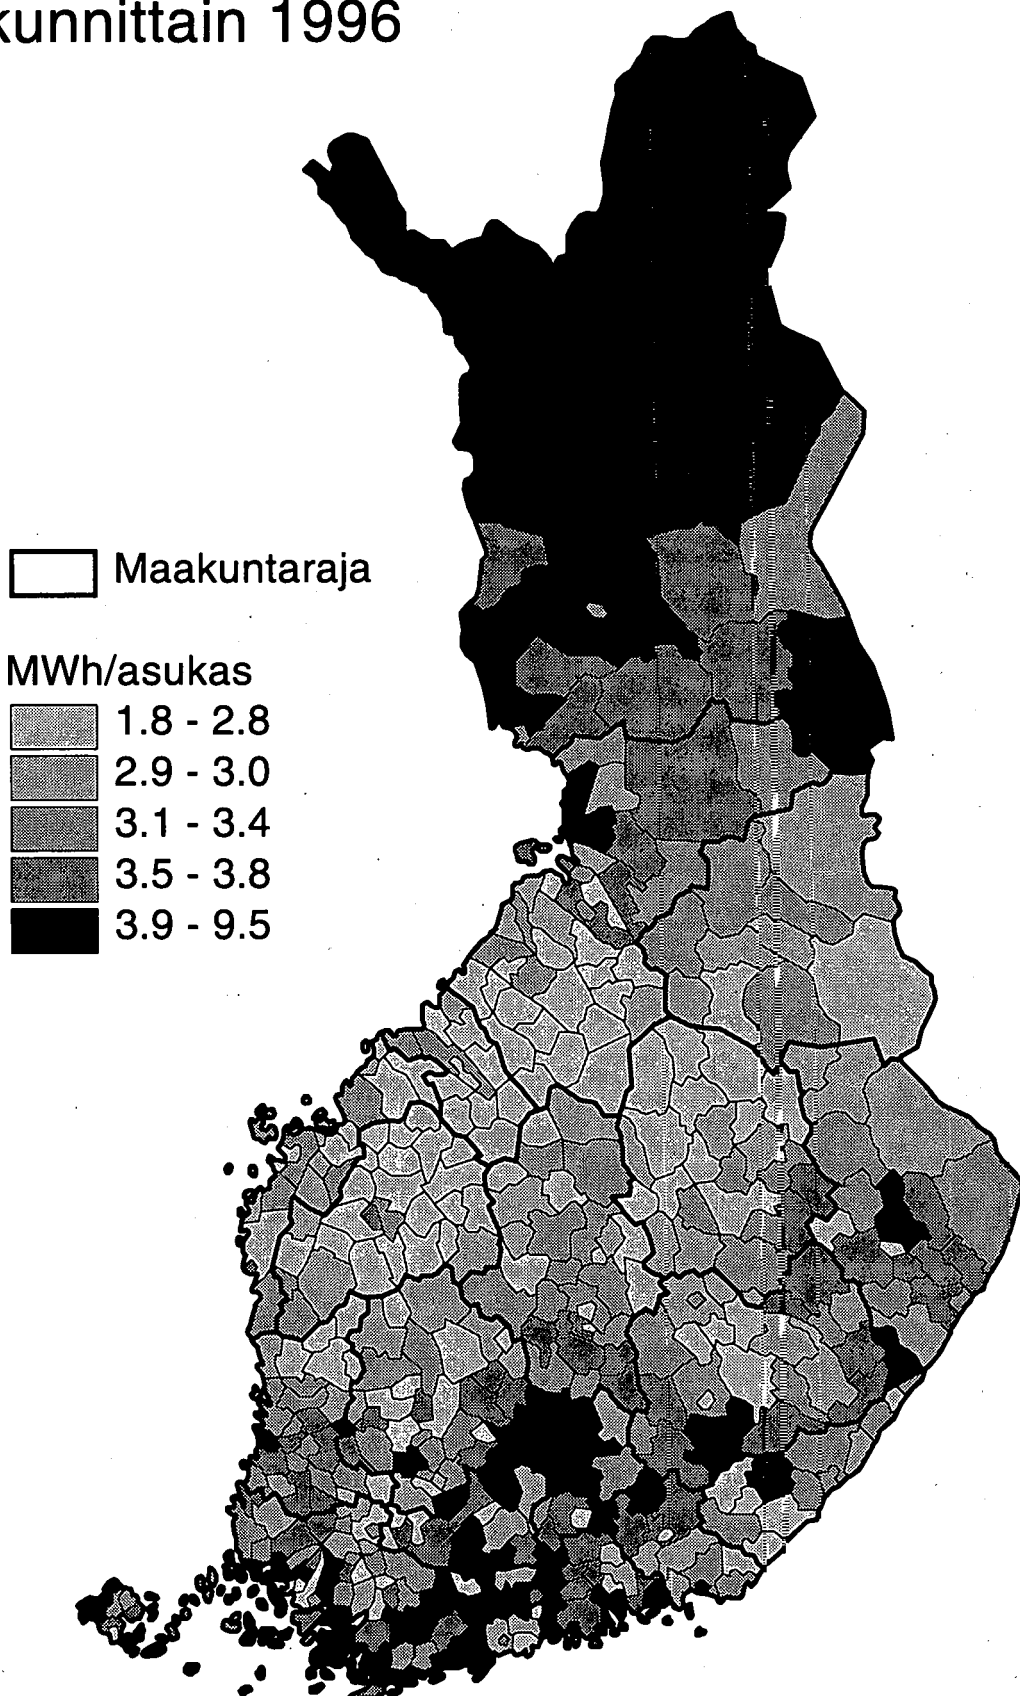 kunnittain 1996
Maakuntaraja
MWh/asukas
1.8 - 2.8
2.9 - 3.0
3.1 - 3.4
3.5 - 3.8
3.9 - 9.5